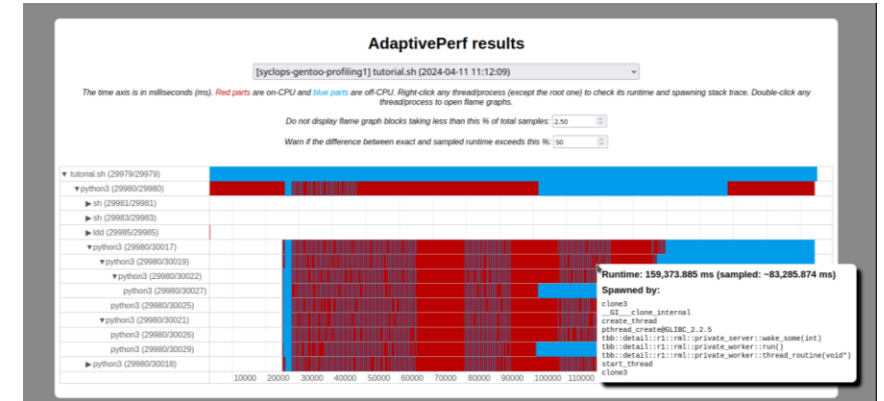 AdaptivePerf results
[syclops-gentoo-profiling1] tutorial.sh (2024-04-11 11:12:09)
The time axis is in milliseconds (ms). Red parts are on-CPU and blue parts are off-CPU. Right-click any thread/process (except the root one) to check its runtime and spawning stack trace. Double-click any
thread/process to open flame graphs.
Do not display flame graph blocks taking less than this % of total samples: 2.50
Warn if the difference between exact and sampled runtime exceeds this %: 50
▼ tutorial.sh (29979/29979)
▼python3 (29980/29980)
▶sh (29981/29981)
▶sh (29983/29983)
▶ldd (29985/29985)
▼python3 (29980/30017)
▼python3 (29980/30019)
▼python3 (29980/30022)
python3 (29980/30027)
python3 (29980/30025)
▼python3 (29980/30021)
python3 (29980/30026)
python3 (29980/30029)
▶python3 (29980/30018)
10000 20000 30000 40000 50000 60000 70000 80000 90000 100000 110000
Runtime: 159,373.885 ms (sampled: ~83,285.874 ms)
Spawned by:
clone3
__GI___clone_internal
create_thread
pthread_create@GLIBC_2.2.5
tbb::detail::r1::rml::private_server::wake_some(int)
tbb::detail::r1::rml::private_worker::run()
tbb::detail::r1::rml::private_worker::thread_routine(void*)
start_thread
clone3